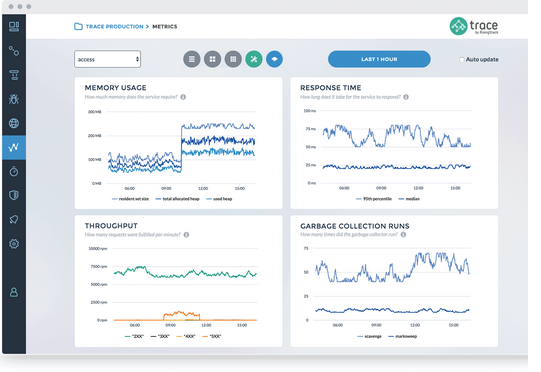 TRACE PRODUCTION > METRICS
trace
by RisingStack
access
LAST 1 HOUR
Auto update
MEMORY USAGE
How much memory does the service require?
300 MB
200 MB
100 MB
0 MB
06:00
09:00
12:00
15:00
resident set size
total allocated heap
used heap
RESPONSE TIME
How long does it take for the service to respond?
100 ms
75 ms
50 ms
25 ms
0 ms
06:00
09:00
12:00
15:00
95th percentile
median
THROUGHPUT
How many requests were fulfilled per minute?
10000 rpm
7500 rpm
5000 rpm
2500 rpm
0 rpm
06:00
09:00
12:00
15:00
"2XX"
"3XX"
"4XX"
"5XX"
GARBAGE COLLECTION RUNS
How many times did the garbage collector run?
75
50
25
0
06:00
09:00
12:00
15:00
scavenge
marksweep